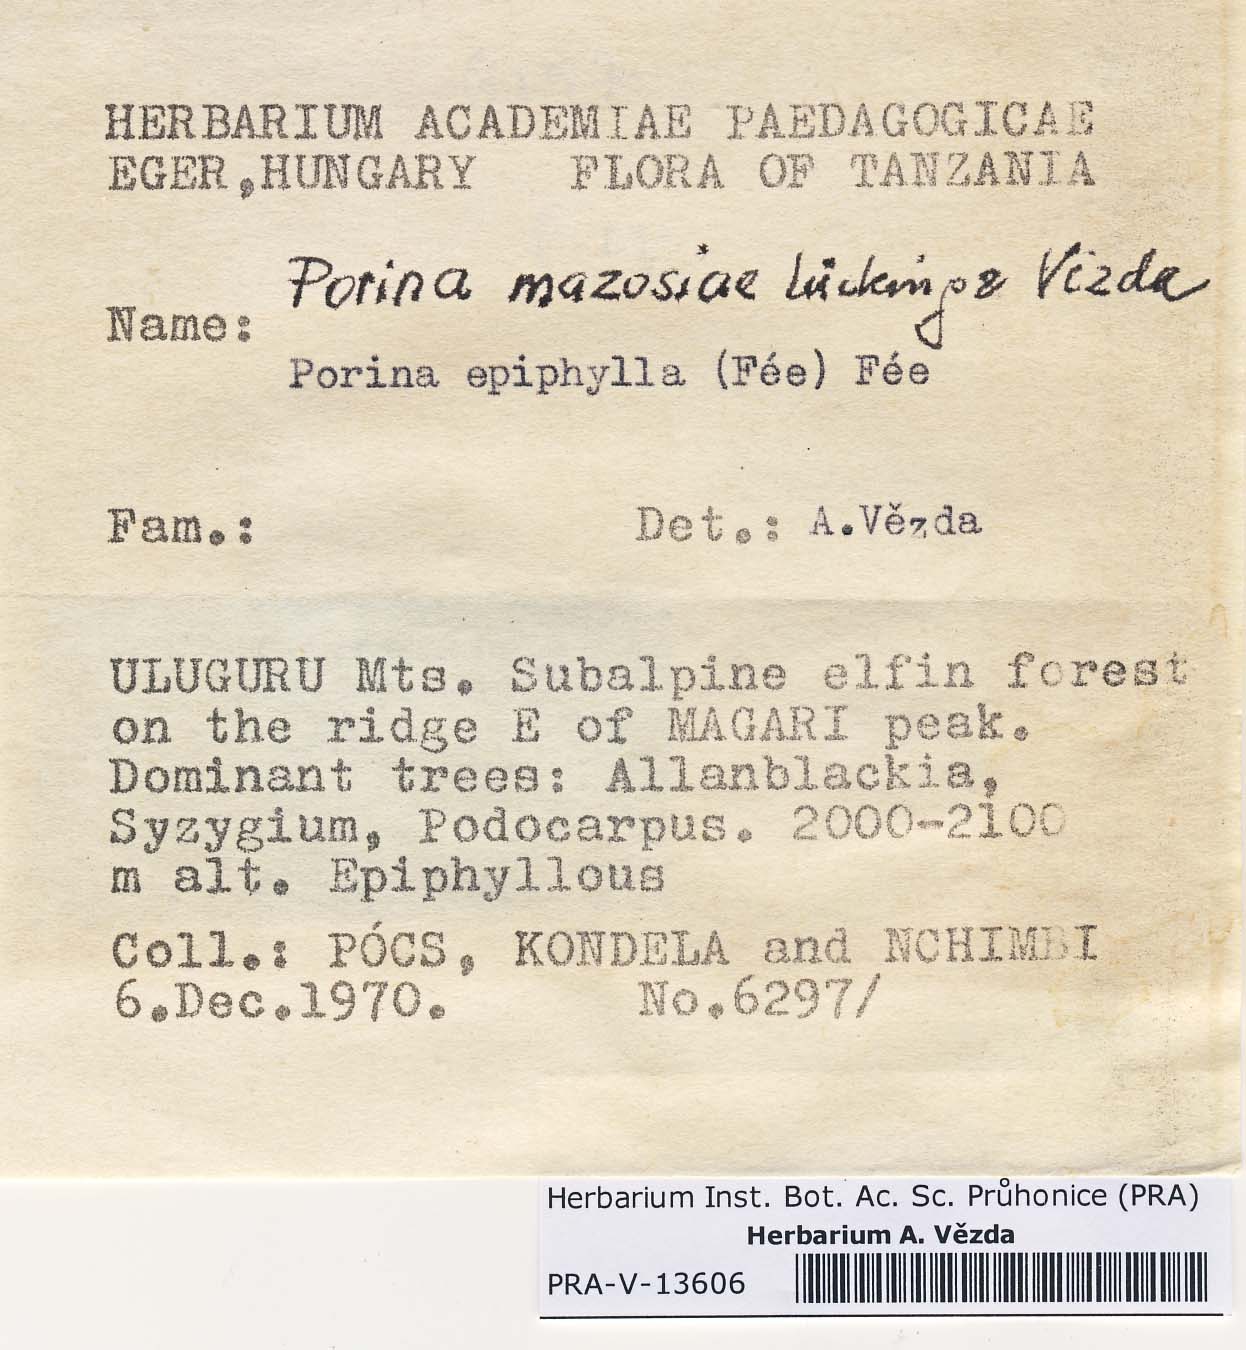 HERBARIUM ACADEMIAE PAEDAGOGICAE
EGER,HUNGARY FLORA OF TANZANIA
Porina mazosiae Lücking & Vězda
Name:
Porina epiphylla (Fée) Fée
Fam.: Det.: A.Vězda
ULUGURU Mts. Subalpine elfin forest
on the ridge E of MAGARI peak.
Dominant trees: Allanblackia,
Syzygium, Podocarpus. 2000-2100
m alt. Epiphyllous
Coll.: PÓCS, KONDELA and NCHIMBI
6.Dec.1970. No.6297/
Herbarium Inst. Bot. Ac. Sc. Průhonice (PRA)
Herbarium A. Vězda
PRA-V-13606